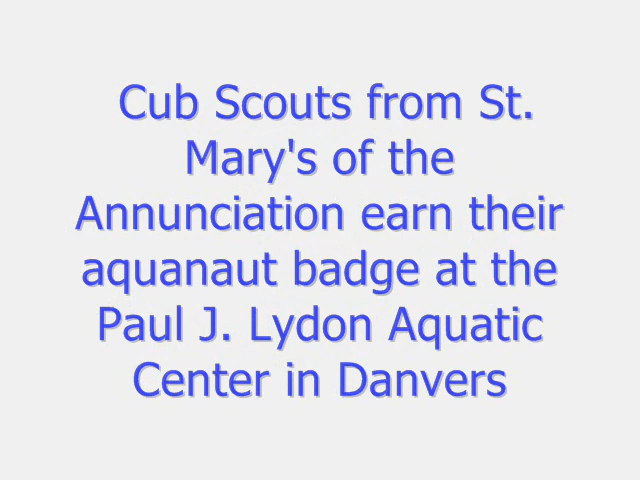 Cub Scouts from St.
Mary's of the
Annunciation earn their
aquanaut badge at the
Paul J. Lydon Aquatic
Center in Danvers